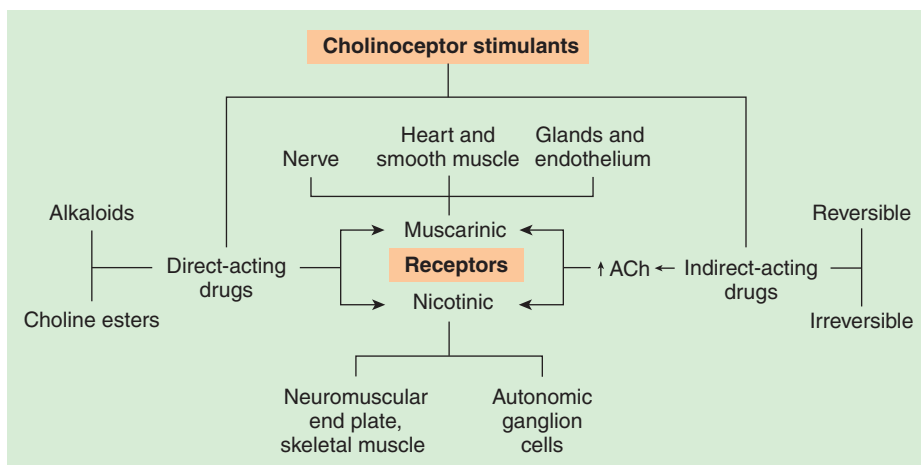 Cholinoceptor stimulants
Nerve
Heart and
smooth muscle
Glands and
endothelium
Alkaloids
Choline esters
Direct-acting
drugs
Muscarinic
Receptors
Nicotinic
↑ ACh
Indirect-acting
drugs
Reversible
Irreversible
Neuromuscular
end plate,
skeletal muscle
Autonomic
ganglion
cells